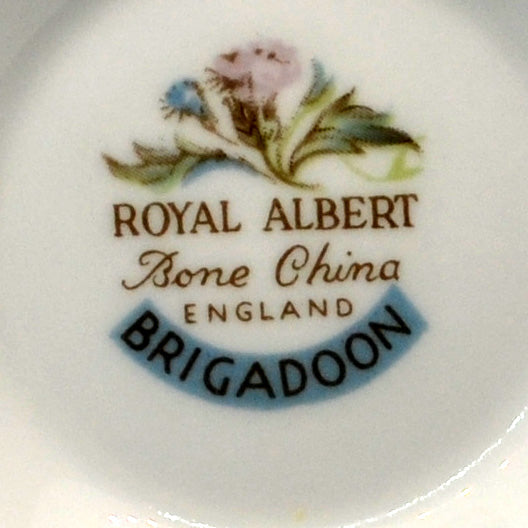 ROYAL ALBERT
Bone China
ENGLAND
BRIGADOON